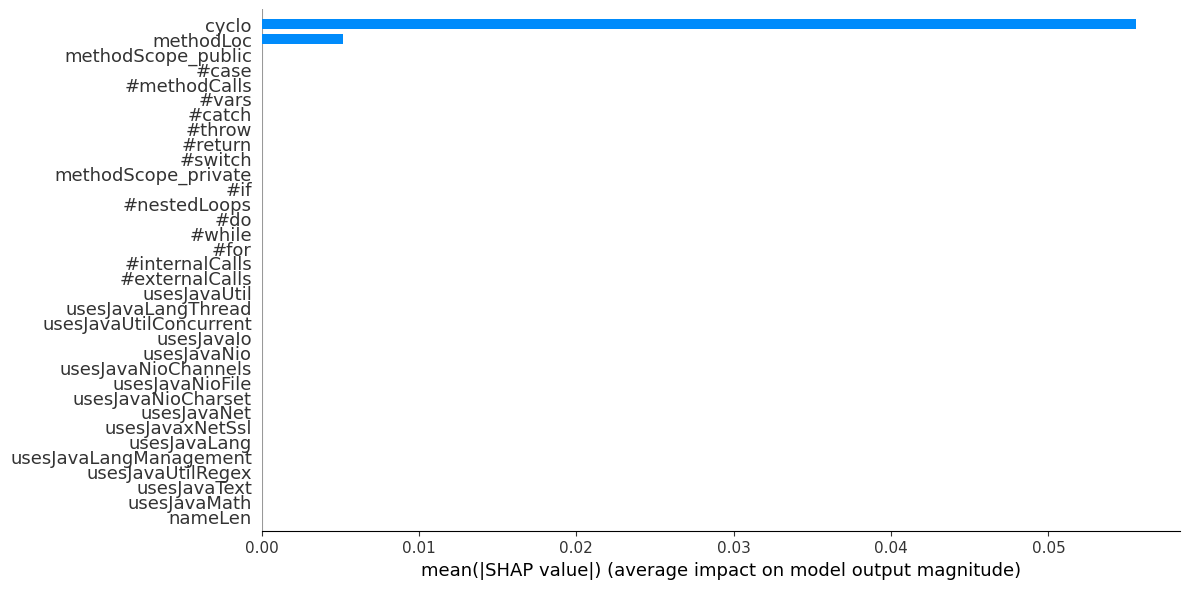 cyclo
methodLoc
methodScope_public
#case
#methodCalls
#vars
#catch
#throw
#return
#switch
methodScope_private
#if
#nestedLoops
#do
#while
#for
#internalCalls
#externalCalls
usesJavaUtil
usesJavaLangThread
usesJavaUtilConcurrent
usesJavaIo
usesJavaNio
usesJavaNioChannels
usesJavaNioFile
usesJavaNioCharset
usesJavaNet
usesJavaxNetSsl
usesJavaLang
usesJavaLangManagement
usesJavaUtilRegex
usesJavaText
usesJavaMath
nameLen
0.00 0.01 0.02 0.03 0.04 0.05
mean(|SHAP value|) (average impact on model output magnitude)